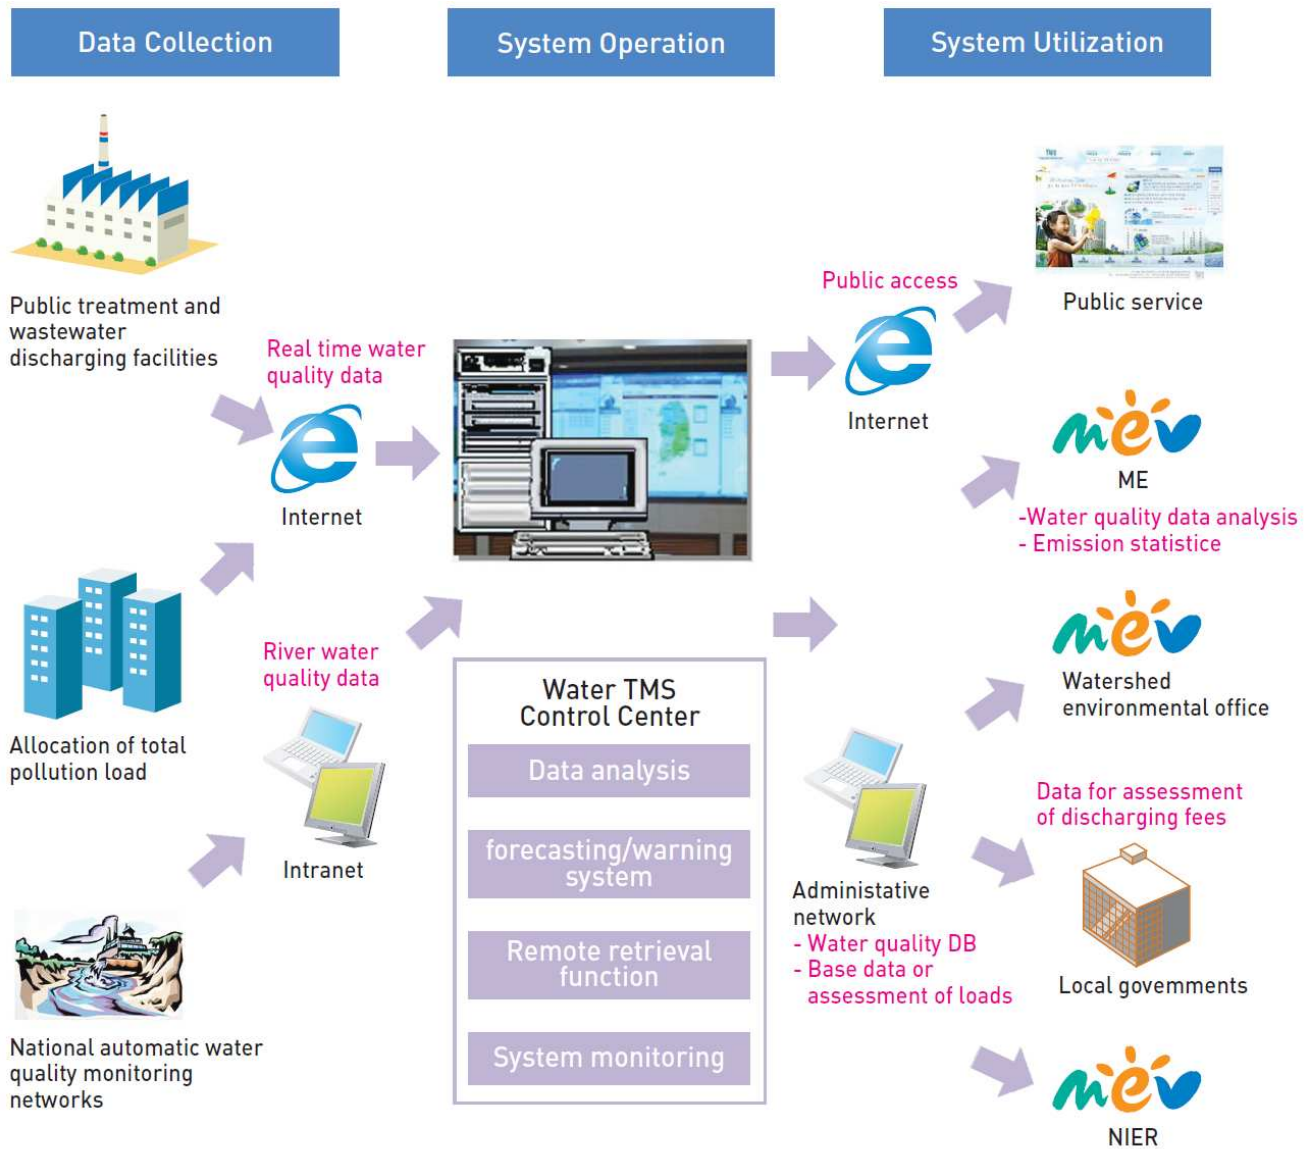 Data Collection
System Operation
System Utilization
Public treatment and
wastewater
discharging facilities
Real time water
quality data
Internet
Allocation of total
pollution load
River water
quality data
Intranet
National automatic water
quality monitoring
networks
Water TMS
Control Center
Data analysis
forecasting/warning
system
Remote retrieval
function
System monitoring
Public access
Internet
Public service
mev
ME
-Water quality data analysis
- Emission statistice
mev
Watershed
environmental office
Administative
network
- Water quality DB
- Base data or
assessment of loads
Data for assessment
of discharging fees
Local govemments
mev
NIER